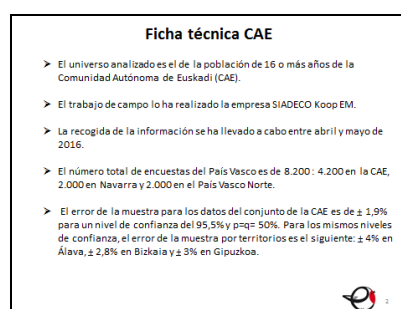 Ficha técnica CAE
➢ El universo analizado es el de la población de 16 o más años de la
Comunidad Autónoma de Euskadi (CAE).
➢ El trabajo de campo lo ha realizado la empresa SIADECO Koop EM.
➢ La recogida de la información se ha llevado a cabo entre abril y mayo de
2016.
➢ El número total de encuestas del País Vasco es de 8.200 : 4.200 en la CAE,
2.000 en Navarra y 2.000 en el País Vasco Norte.
➢ El error de la muestra para los datos del conjunto de la CAE es de ± 1,9%
para un nivel de confianza del 95,5% y p=q= 50%. Para los mismos niveles
de confianza, el error de la muestra por territorios es el siguiente: ± 4% en
Álava, ± 2,8% en Bizkaia y ± 3% en Gipuzkoa.
2